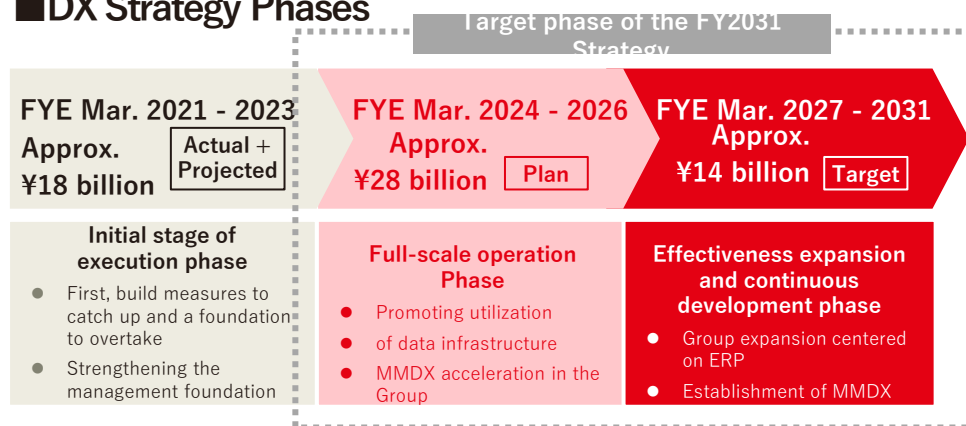 ■DX Strategy Phases
Target phase of the FY2031
Strategy
FYE Mar. 2021 - 2023
Approx.
¥18 billion
Actual +
Projected
FYE Mar. 2024 - 2026
Approx.
¥28 billion
Plan
FYE Mar. 2027 - 2031
Approx.
¥14 billion
Target
Initial stage of
execution phase
● First, build measures to
catch up and a foundation
to overtake
● Strengthening the
management foundation
Full-scale operation
Phase
● Promoting utilization
● of data infrastructure
● MMDX acceleration in the
Group
Effectiveness expansion
and continuous
development phase
● Group expansion centered
on ERP
● Establishment of MMDX